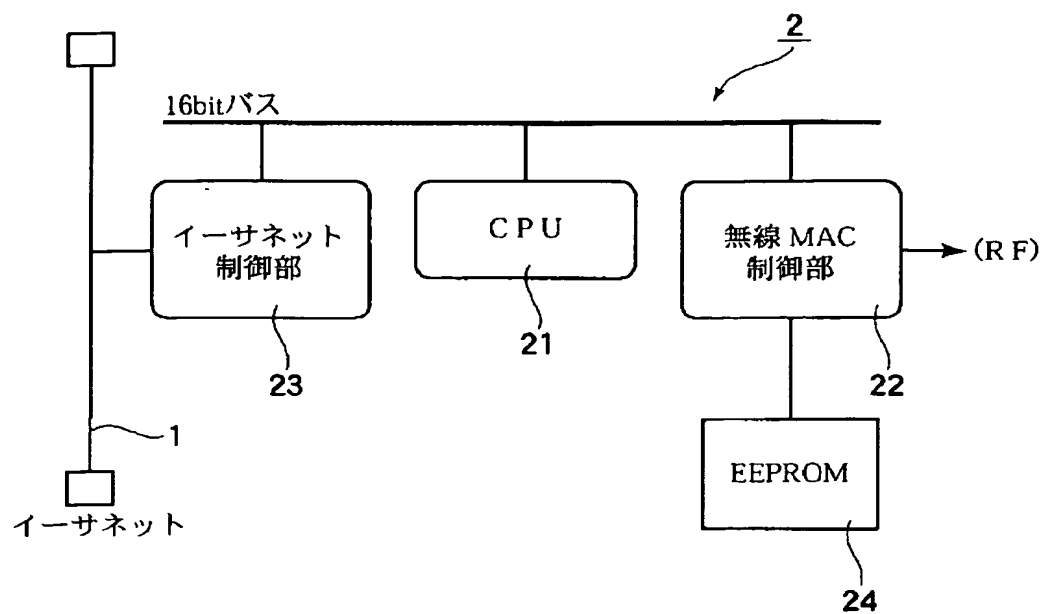 2
16bitバス
イーサネット
制御部
CPU
無線 MAC
制御部
(RF)
23
21
22
1
EEPROM
イーサネット
24